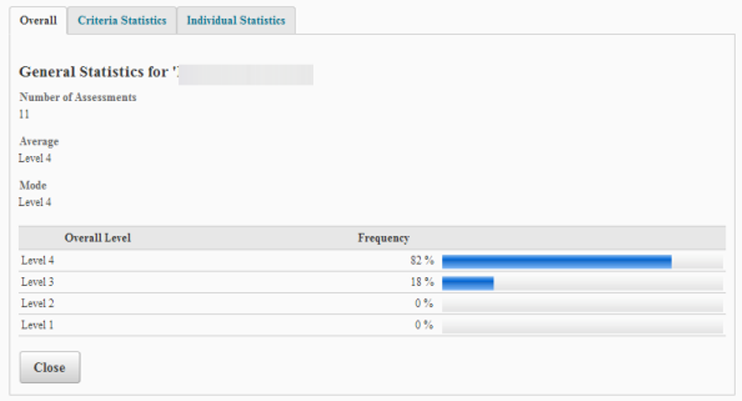 Overall Criteria Statistics Individual Statistics
General Statistics for '
Number of Assessments
11
Average
Level 4
Mode
Level 4
Overall Level Frequency
Level 4 82 %
Level 3 18 %
Level 2 0 %
Level 1 0 %
Close